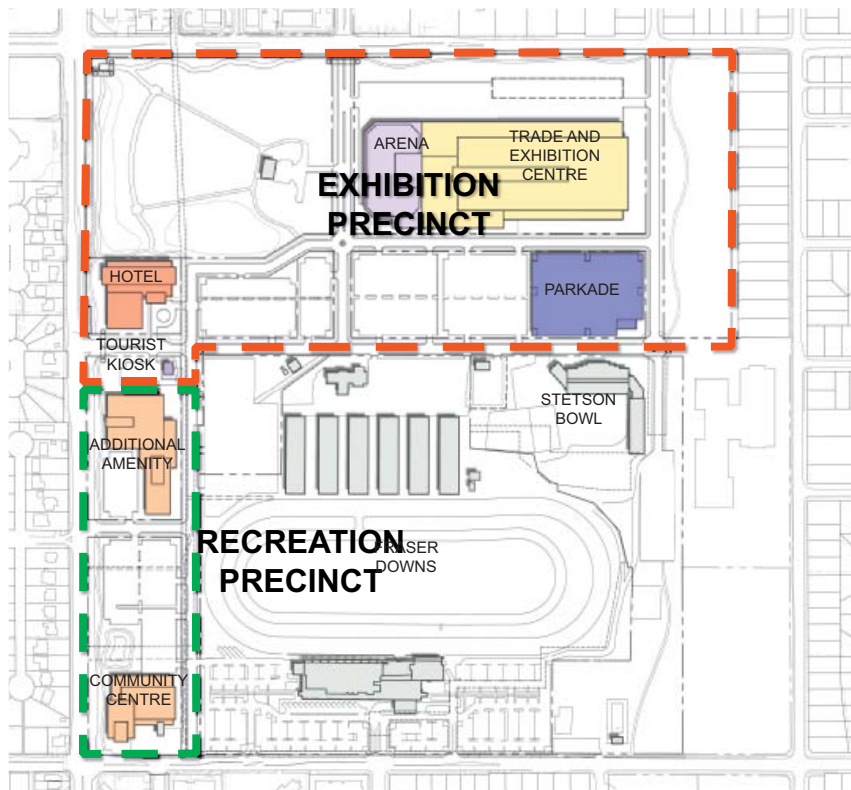 ARENA
TRADE AND
EXHIBITION
CENTRE
EXHIBITION
PRECINCT
HOTEL
PARKADE
TOURIST
KIOSK
STETSON
BOWL
ADDITIONAL
AMENITY
RECREATION
PRECINCT
FRASER
DOWNS
COMMUNITY
CENTRE